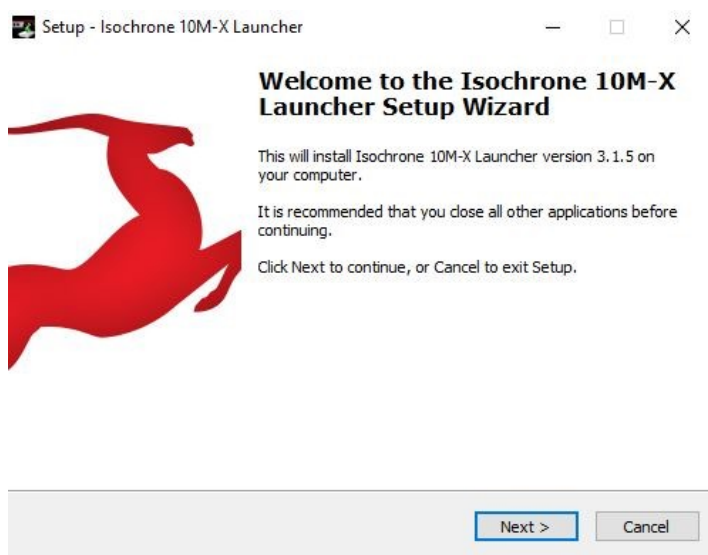 Setup - Isochrone 10M-X Launcher
Welcome to the Isochrone 10M-X
Launcher Setup Wizard
This will install Isochrone 10M-X Launcher version 3.1.5 on
your computer.
It is recommended that you close all other applications before
continuing.
Click Next to continue, or Cancel to exit Setup.
Next >
Cancel